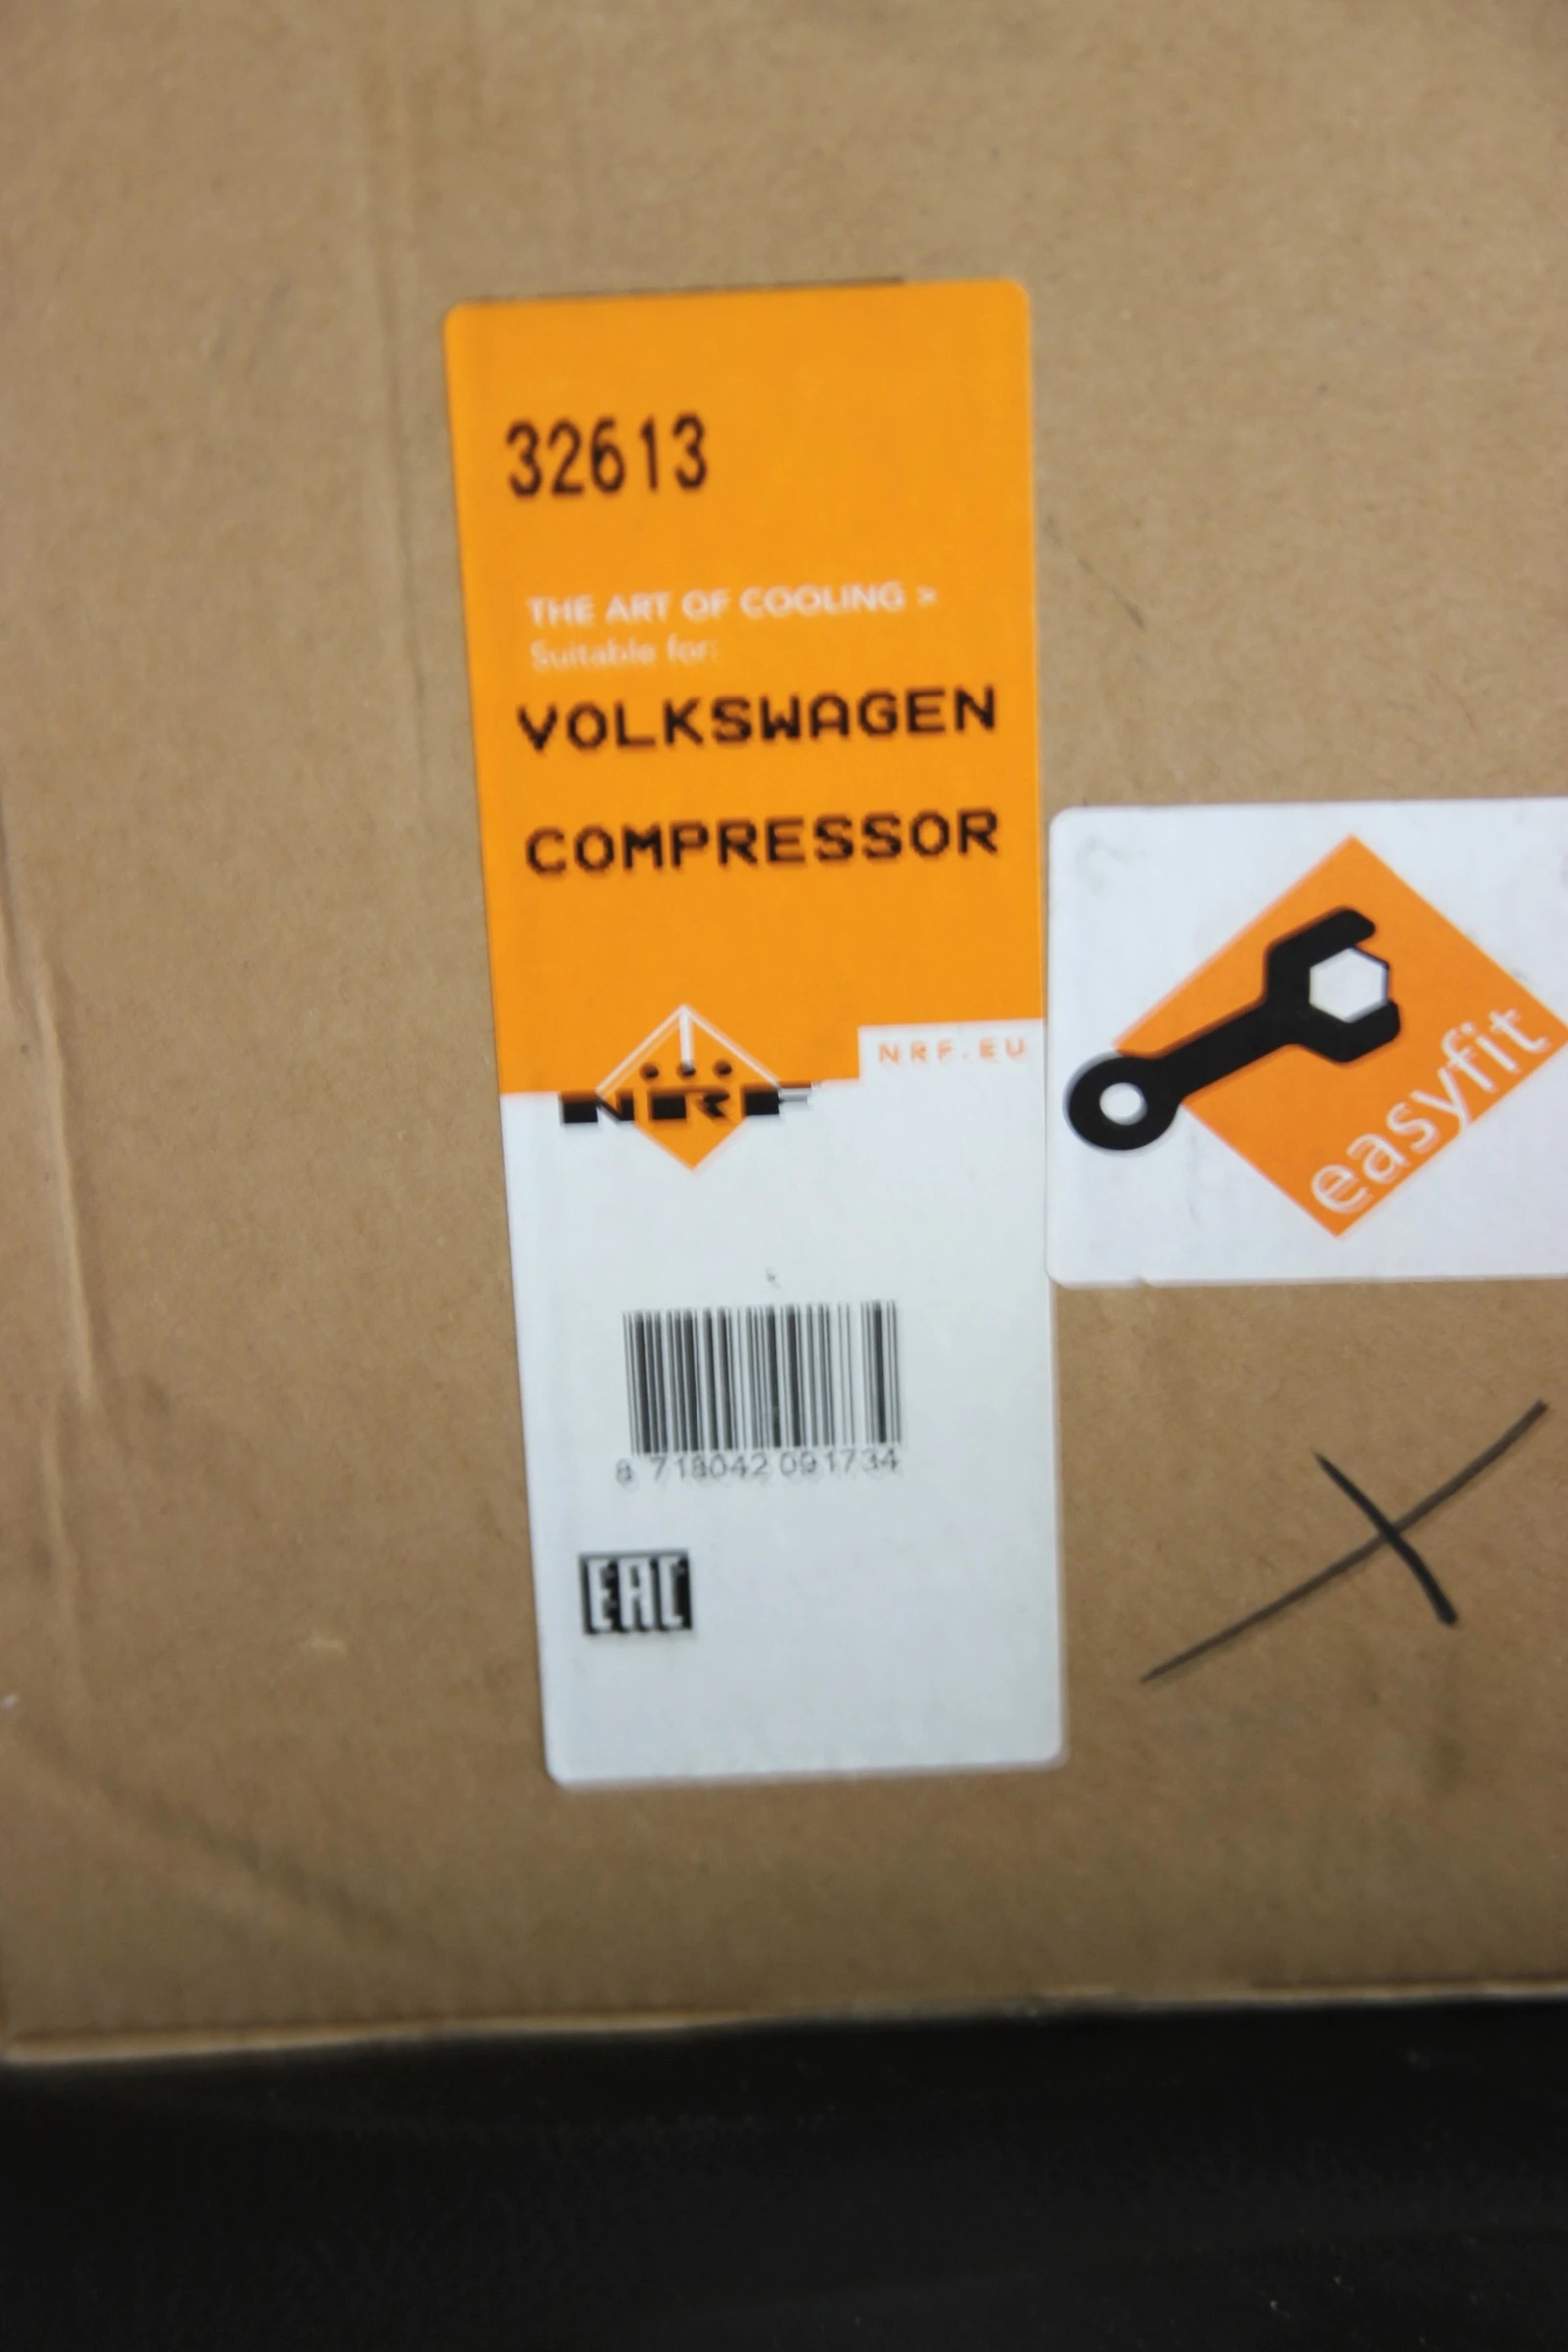 32613
THE ART OF COOLING >
Suitable for:
VOLKSWAGEN
COMPRESSOR
NRF.EU
NRF
easyfit
8 718042 091734
EAC